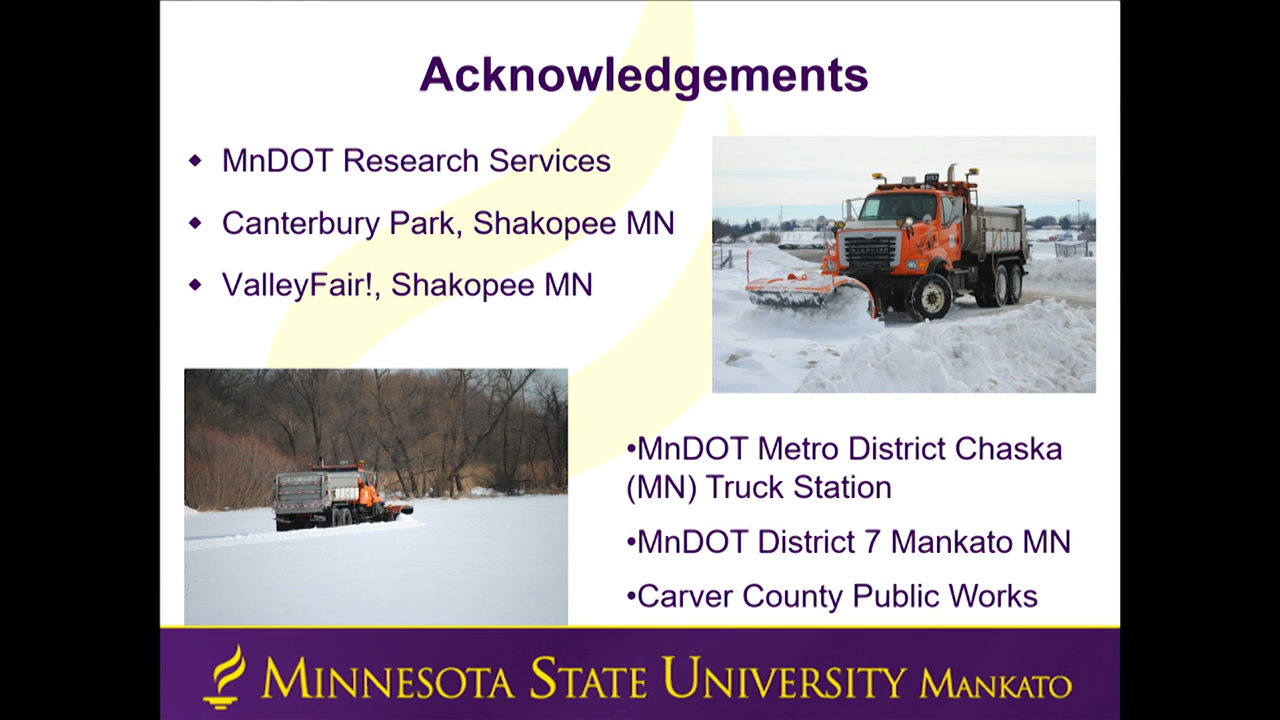 Acknowledgements
◆ MnDOT Research Services
◆ Canterbury Park, Shakopee MN
◆ ValleyFair!, Shakopee MN
•MnDOT Metro District Chaska
(MN) Truck Station
•MnDOT District 7 Mankato MN
•Carver County Public Works
MINNESOTA STATE UNIVERSITY MANKATO